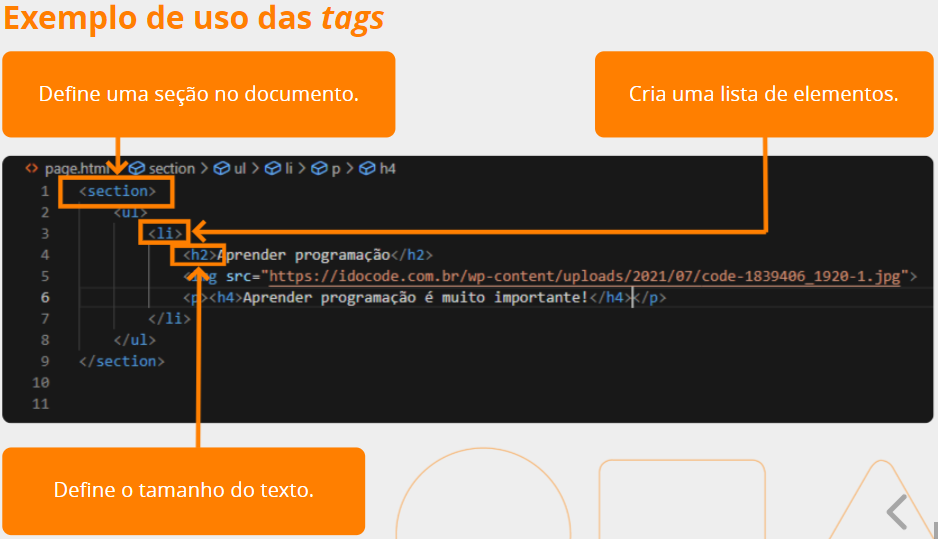 Exemplo de uso das tags
Define uma seção no documento.
Cria uma lista de elementos.
<> page.html section > ul > li > p > h4
1 <section>
2 <ul>
3 <li>
4 <h2>Aprender programação</h2>
5 src="https://idocode.com.br/wp-content/uploads/2021/07/code-1839406_1920-1.jpg">
6 <p><h4>Aprender programação é muito importante!</h4></p>
7 </li>
8 </ul>
9 </section>
10
11
Define o tamanho do texto.